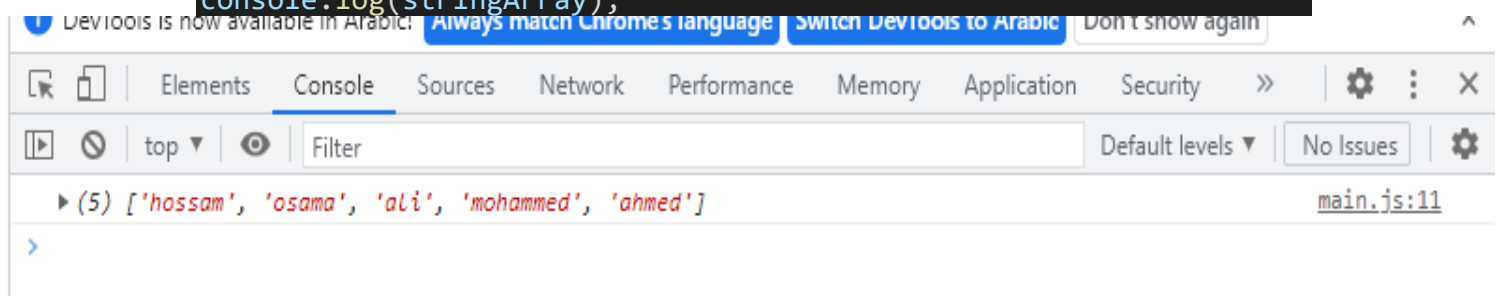 console.log(stringArray);
DevTools is now available in Arabic! Always match Chrome's language Switch DevTools to Arabic Don't show again
Elements Console Sources Network Performance Memory Application Security
top Filter Default levels No Issues
(5) ['hossam', 'osama', 'ali', 'mohammed', 'ahmed'] main.js:11